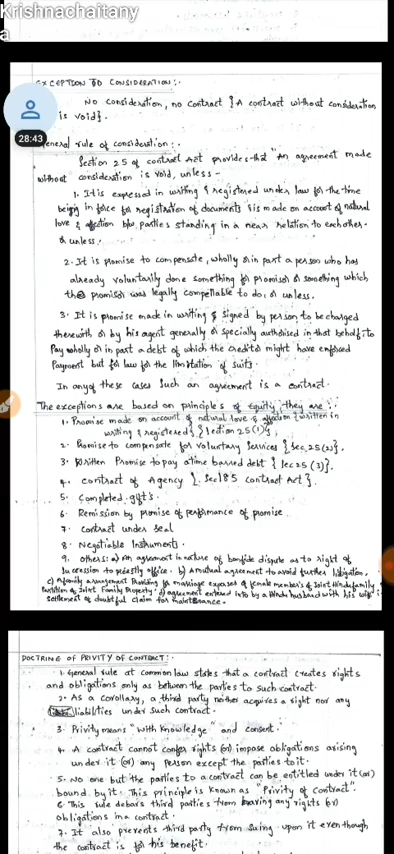 Krishnachaitany
a
EXCEPTION TO CONSIDERATION:-
No consideration, no contract {A contract without consideration
is void}.
28:43
General rule of consideration:-
Section 25 of contract Act provides that "An agreement made
without consideration is void, unless -
1. It is expressed in writing & registered under law for the time
being in force for registration of documents & is made on account of natural
love & affection b/w parties standing in a near relation to each other.
or unless.
2. It is promise to compensate, wholly or in part a person who has
already voluntarily done something for promisor or something which
the promisor was legally compellable to do, or unless.
3. It is promise made in writing & signed by person to be charged
therewith or by his agent generally or specially authorised in that behalf, to
Pay wholly or in part a debt of which the creditor might have enforced
Payment but for law for the limitation of suits.
In any of these cases such an agreement is a contract.
The exceptions are based on principles of Equity, they are:-
1. Promise made on account of natural love & affection {written in
writing & registered} {Section 25(1)}
2. Promise to compensate for voluntary services {Sec. 25(2)}.
3. Written Promise to pay a time barred debt {Sec 25(3)}.
4. contract of Agency {Sec 185 Contract Act}.
5. Completed gifts.
6. Remission by promise of performance of promise
7. Contract under seal
8. Negotiable Instruments.
9. Others: a) An agreement in nature of bonfide dispute as to right of
Succession to priestly office. b) A mutual agreement to avoid further litigation.
c) A family arrangement Providing for marriage expenses of female members of Joint Hindu family
Partition of Joint Family Property. d) agreement entered into by a Hindu husband with his wife in
settlement of doubtful claim for maintenance.
DOCTRINE OF PRIVITY OF CONTRACT:-
1. General rule at common law states that a contract creates rights
and obligations only as between the parties to such contract.
2. As a corollary, a third party neither acquires a right nor any
liabilities under such contract.
3. Privity means "with knowledge" and consent.
4. A contract cannot confer rights (or) impose obligations arising
under it (or) any Person except the parties to it.
5. No one but the parties to a contract can be entitled under it (or)
bound by it. This principle is known as "Privity of contract".
6. This rule debars third parties from having any rights (or)
obligations in a contract.
7. It also prevents third party from suing upon it even though
the contract is for his benefit.